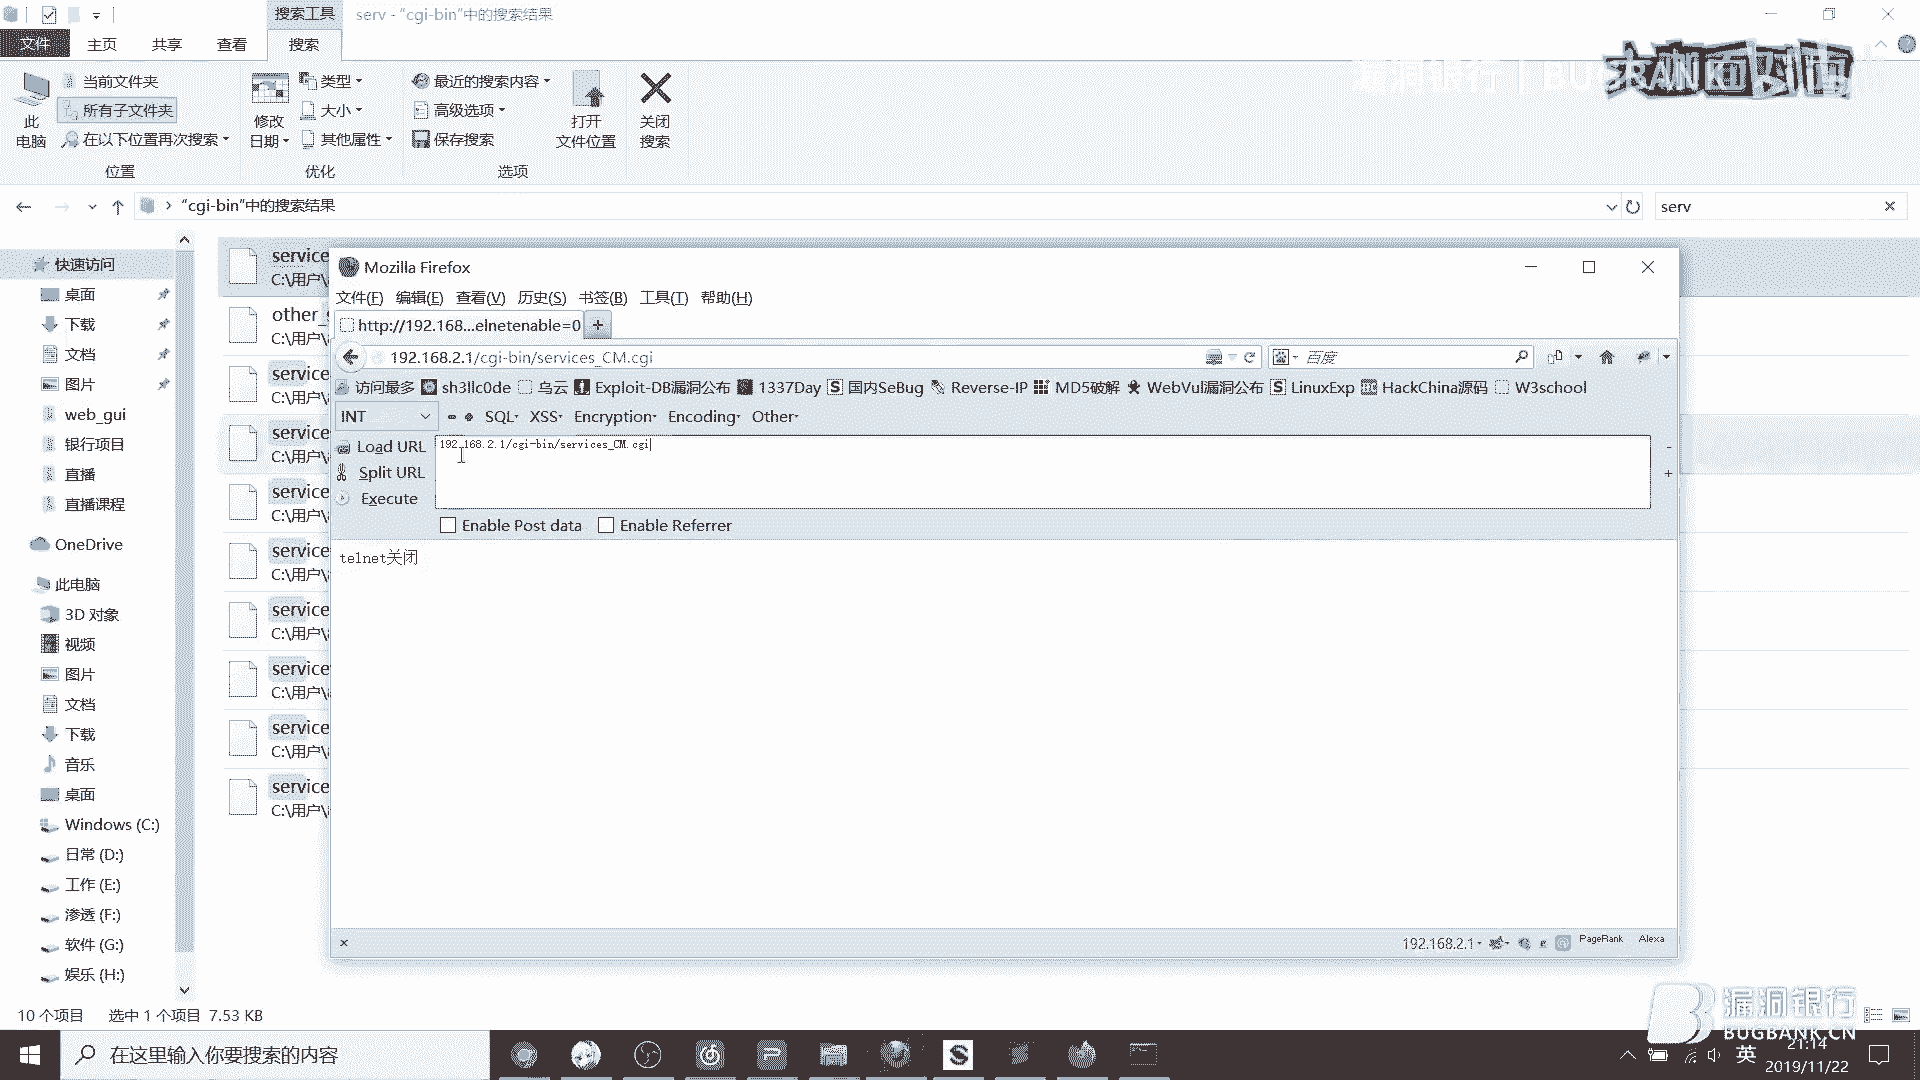 搜索工具
serv - “cgi-bin”中的搜索结果
文件
主页
共享
查看
搜索
此
电脑
当前文件夹
所有子文件夹
在以下位置再次搜索
位置
修改
日期
类型
大小
其他属性
优化
最近的搜索内容
高级选项
保存搜索
选项
打开
文件位置
关闭
搜索
漏洞银行 | BUGBANK
大咖面对面
“cgi-bin”中的搜索结果
serv
快速访问
桌面
下载
文档
图片
web_gui
银行项目
直播
直播课程
OneDrive
此电脑
3D 对象
视频
图片
文档
下载
音乐
桌面
Windows (C:)
日常 (D:)
工作 (E:)
渗透 (F:)
软件 (G:)
娱乐 (H:)
service
C:\用户\
other_
C:\用户\
service
C:\用户\
service
C:\用户\
service
C:\用户\
service
C:\用户\
service
C:\用户\
service
C:\用户\
service
C:\用户\
service
C:\用户\
Mozilla Firefox
文件(F) 编辑(E) 查看(V) 历史(S) 书签(B) 工具(T) 帮助(H)
http://192.168...elnetenable=0
192.168.2.1/cgi-bin/services_CM.cgi
百度
访问最多 sh3llc0de 乌云 Exploit-DB漏洞公布 1337Day 国内SeBug Reverse-IP MD5破解 WebVul漏洞公布 LinuxExp HackChina源码 W3school
INT SQL XSS Encryption Encoding Other
Load URL
Split URL
Execute
192.168.2.1/cgi-bin/services_CM.cgi
Enable Post data Enable Referrer
telnet关闭
192.168.2.1 PageRank Alexa
10 个项目 选中 1 个项目 7.53 KB
漏洞银行
BUGBANK.CN
在这里输入你要搜索的内容
英
21:14
2019/11/22